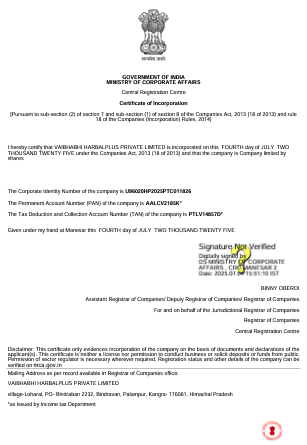 GOVERNMENT OF INDIA
MINISTRY OF CORPORATE AFFAIRS
Central Registration Centre
Certificate of Incorporation
[Pursuant to sub-section (2) of section 7 and sub-section (1) of section 8 of the Companies Act, 2013 (18 of 2013) and rule
18 of the Companies (Incorporation) Rules, 2014]
I hereby certify that VAIBHABHI HARBALPLUS PRIVATE LIMITED is incorporated on this FOURTH day of JULY TWO
THOUSAND TWENTY FIVE under the Companies Act, 2013 (18 of 2013) and that the company is Company limited by
shares
The Corporate Identity Number of the company is U96020HP2025PTC011826
The Permanent Account Number (PAN) of the company is AALCV2185K*
The Tax Deduction and Collection Account Number (TAN) of the company is PTLV14857D*
Given under my hand at Manesar this FOURTH day of JULY TWO THOUSAND TWENTY FIVE
Signature Not Verified
Digitally signed by
DS MINISTRY OF CORPORATE
AFFAIRS , CRC MANESAR 2
BINNY OBEROI
Assistant Registrar of Companies/ Deputy Registrar of Companies/ Registrar of Companies
For and on behalf of the Jurisdictional Registrar of Companies
Registrar of Companies
Central Registration Centre
Disclaimer: This certificate only evidences incorporation of the company on the basis of documents and declarations of the
applicant(s). This certificate is neither a license nor permission to conduct business or solicit deposits or funds from public.
Permission of sector regulator is necessary wherever required. Registration status and other details of the company can be
verified on mca.gov.in
Mailing Address as per record available in Registrar of Companies office:
VAIBHABHI HARBALPLUS PRIVATE LIMITED
village-Loharal, PO- Bindraban 2232, Bindravan, Palampur, Kangra- 176061, Himachal Pradesh
*as issued by Income tax Department